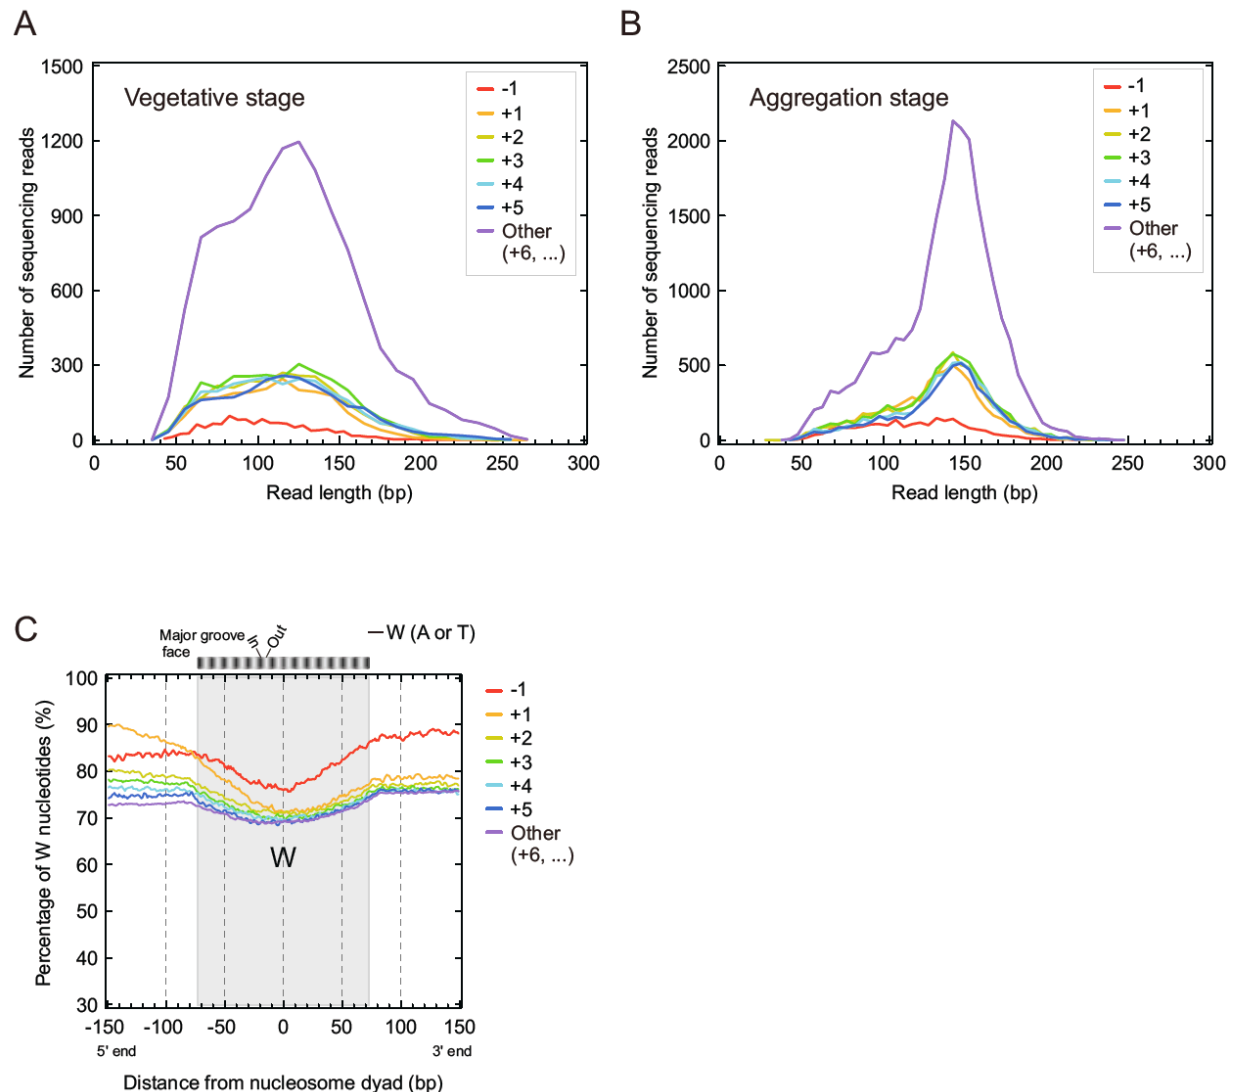 A
Vegetative stage
1500
1200
900
600
300
0
Number of sequencing reads
0 50 100 150 200 250 300
Read length (bp)
-1
+1
+2
+3
+4
+5
Other
(+6, ...)
B
Aggregation stage
2500
2000
1500
1000
500
0
Number of sequencing reads
0 50 100 150 200 250 300
Read length (bp)
-1
+1
+2
+3
+4
+5
Other
(+6, ...)
C
Major groove
face
In
Out
W (A or T)
100
90
80
70
60
50
40
30
Percentage of W nucleotides (%)
W
-150 -100 -50 0 50 100 150
5' end 3' end
Distance from nucleosome dyad (bp)
-1
+1
+2
+3
+4
+5
Other
(+6, ...)